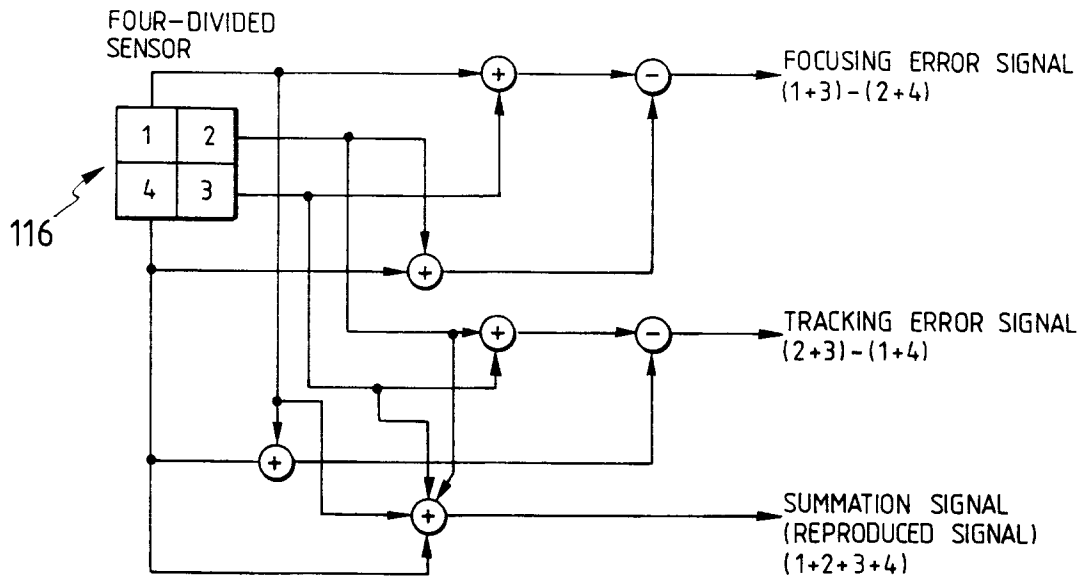 FOUR-DIVIDED
SENSOR
1 2
4 3
116
+
-
FOCUSING ERROR SIGNAL
(1+3)-(2+4)
+
+
-
TRACKING ERROR SIGNAL
(2+3)-(1+4)
+
+
SUMMATION SIGNAL
(REPRODUCED SIGNAL)
(1+2+3+4)